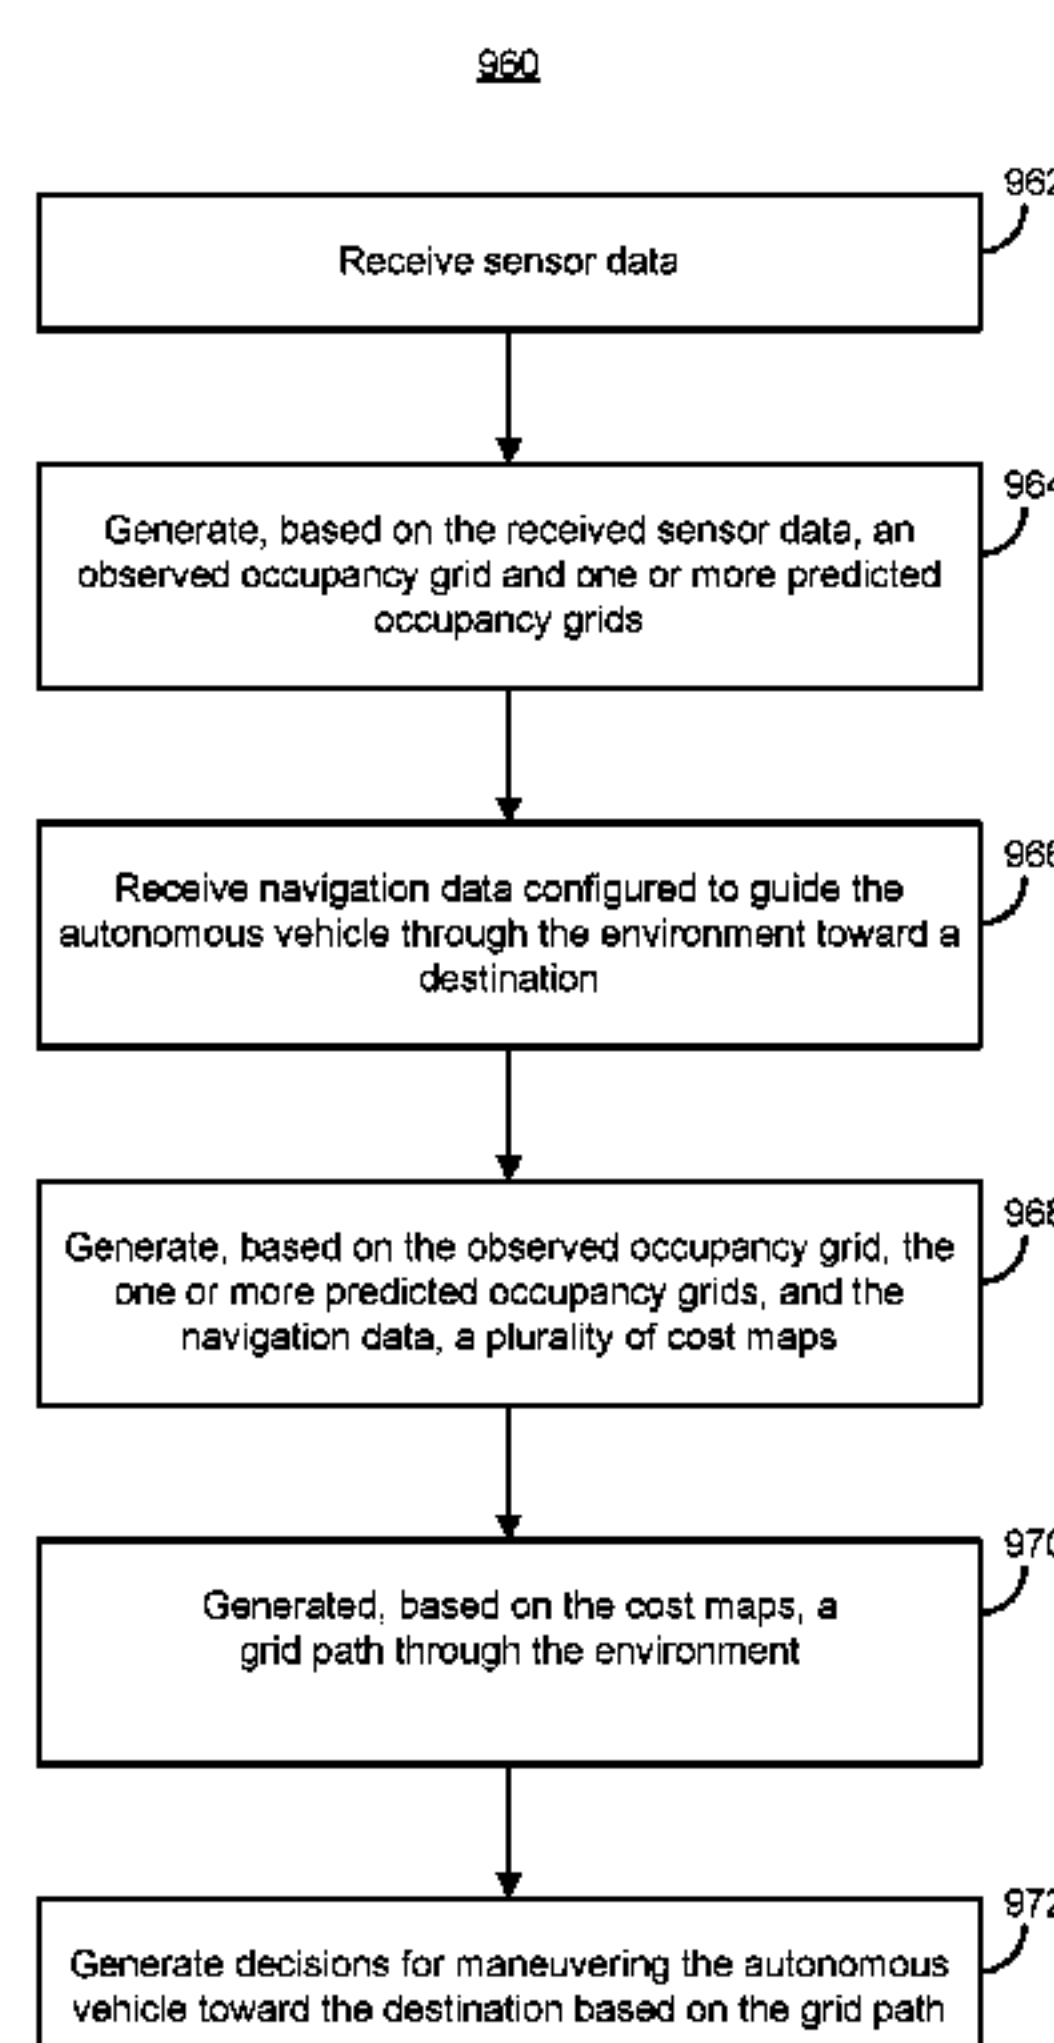 960
962
Receive sensor data
964
Generate, based on the received sensor data, an
observed occupancy grid and one or more predicted
occupancy grids
966
Receive navigation data configured to guide the
autonomous vehicle through the environment toward a
destination
968
Generate, based on the observed occupancy grid, the
one or more predicted occupancy grids, and the
navigation data, a plurality of cost maps
970
Generated, based on the cost maps, a
grid path through the environment
972
Generate decisions for maneuvering the autonomous
vehicle toward the destination based on the grid path